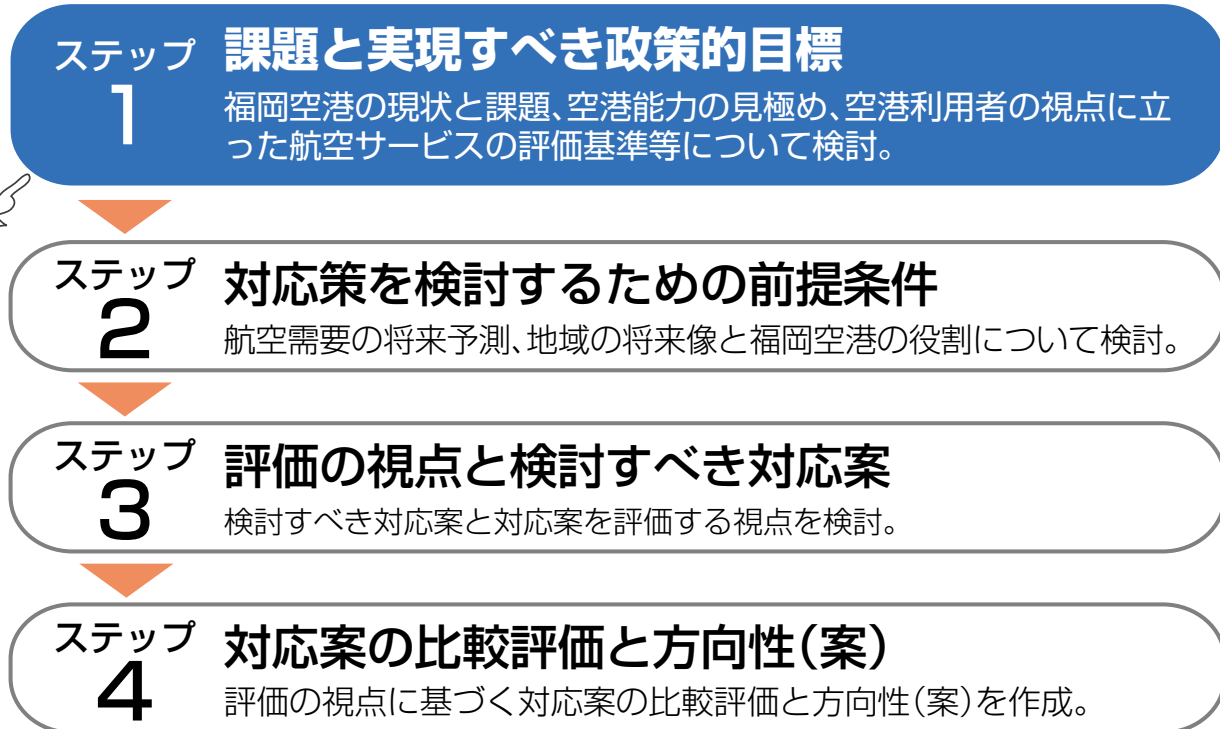 ステップ 課題と実現すべき政策的目標
1
福岡空港の現状と課題、空港能力の見極め、空港利用者の視点に立
った航空サービスの評価基準等について検討。
ステップ 対応策を検討するための前提条件
2
航空需要の将来予測、地域の将来像と福岡空港の役割について検討。
ステップ 評価の視点と検討すべき対応案
3
検討すべき対応案と対応案を評価する視点を検討。
ステップ 対応案の比較評価と方向性(案)
4
評価の視点に基づく対応案の比較評価と方向性(案)を作成。